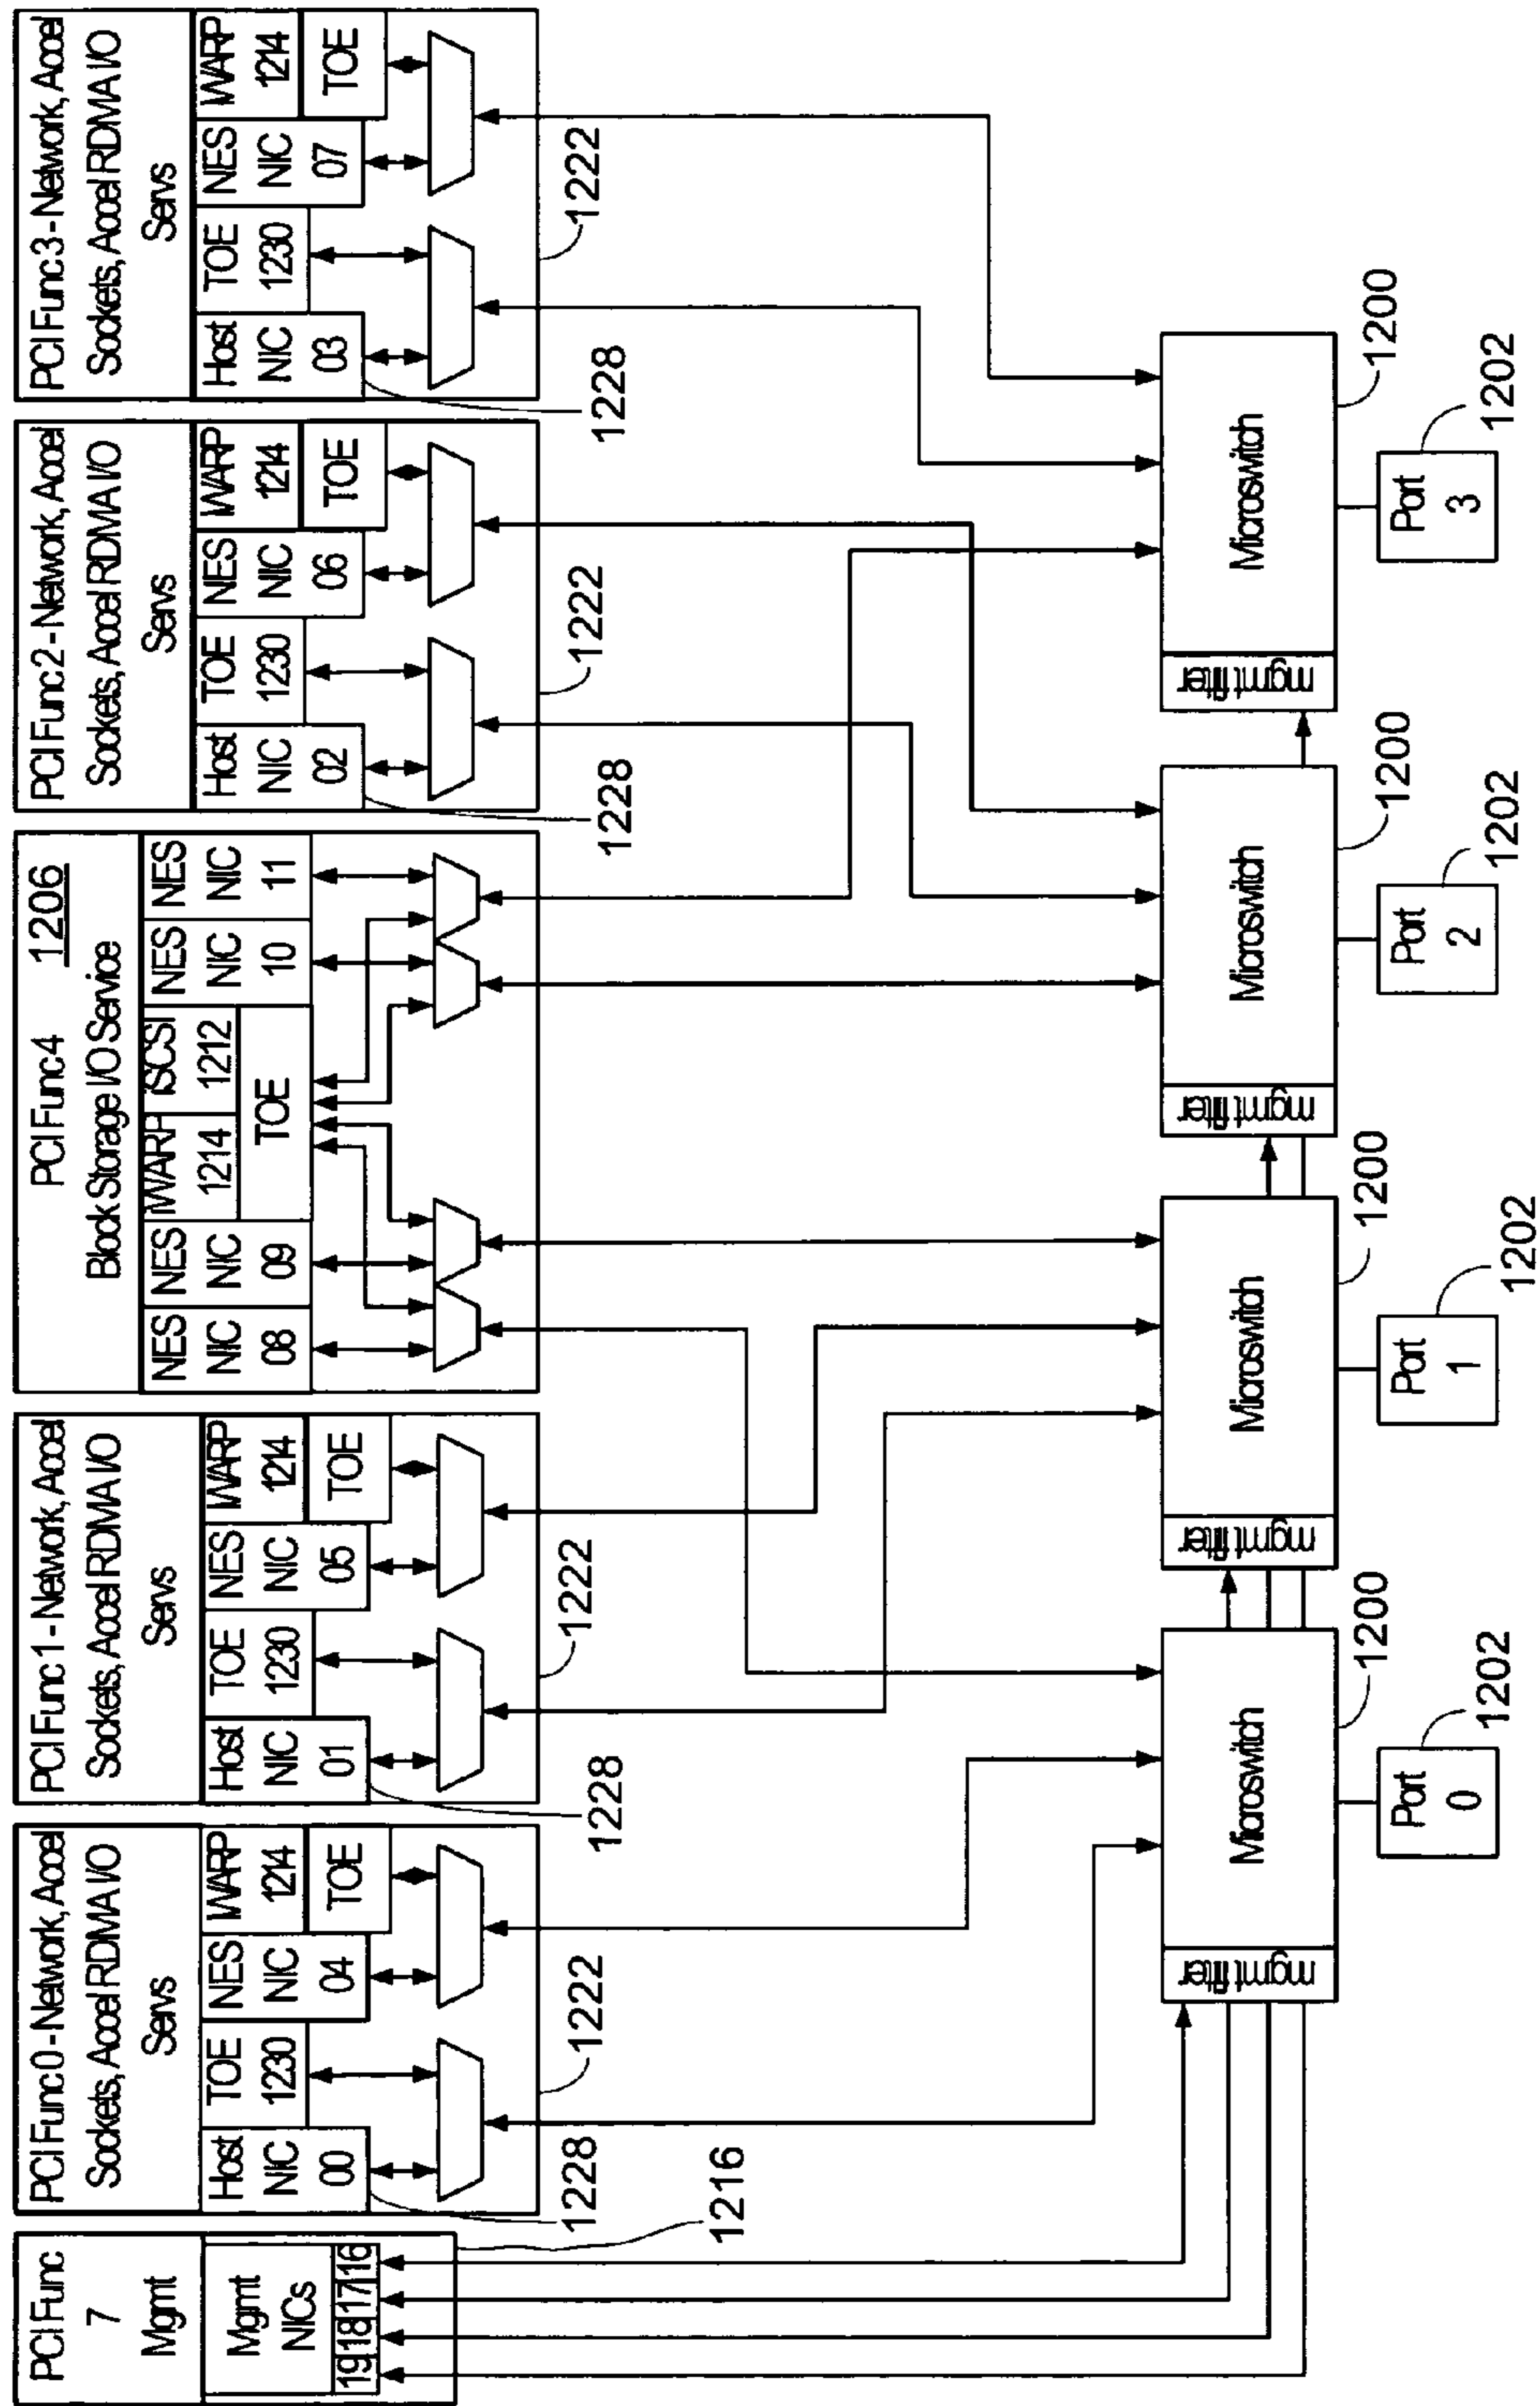 PCI Func
7
Mgmt
Mgmt
NICs
19 18 17 16
1216
PCI Func 0 - Network, Accel
Sockets, Accel RDMA I/O
Servs
Host
NIC
00
TOE
1230
NES
NIC
04
iWARP
1214
TOE
1228
1222
PCI Func 1 - Network, Accel
Sockets, Accel RDMA I/O
Servs
Host
NIC
01
TOE
1230
NES
NIC
05
iWARP
1214
TOE
1228
1222
PCI Func 4 1206
Block Storage I/O Service
NES
NIC
08
NES
NIC
09
iWARP
1214
iSCSI
1212
TOE
NES
NIC
10
NES
NIC
11
PCI Func 2 - Network, Accel
Sockets, Accel RDMA I/O
Servs
Host
NIC
02
TOE
1230
NES
NIC
06
iWARP
1214
TOE
1228
1222
PCI Func 3 - Network, Accel
Sockets, Accel RDMA I/O
Servs
Host
NIC
03
TOE
1230
NES
NIC
07
iWARP
1214
TOE
1228
1222
mgmt filter
Microswitch
1200
Port
0
1202
mgmt filter
Microswitch
1200
Port
1
1202
mgmt filter
Microswitch
1200
Port
2
1202
mgmt filter
Microswitch
1200
Port
3
1202